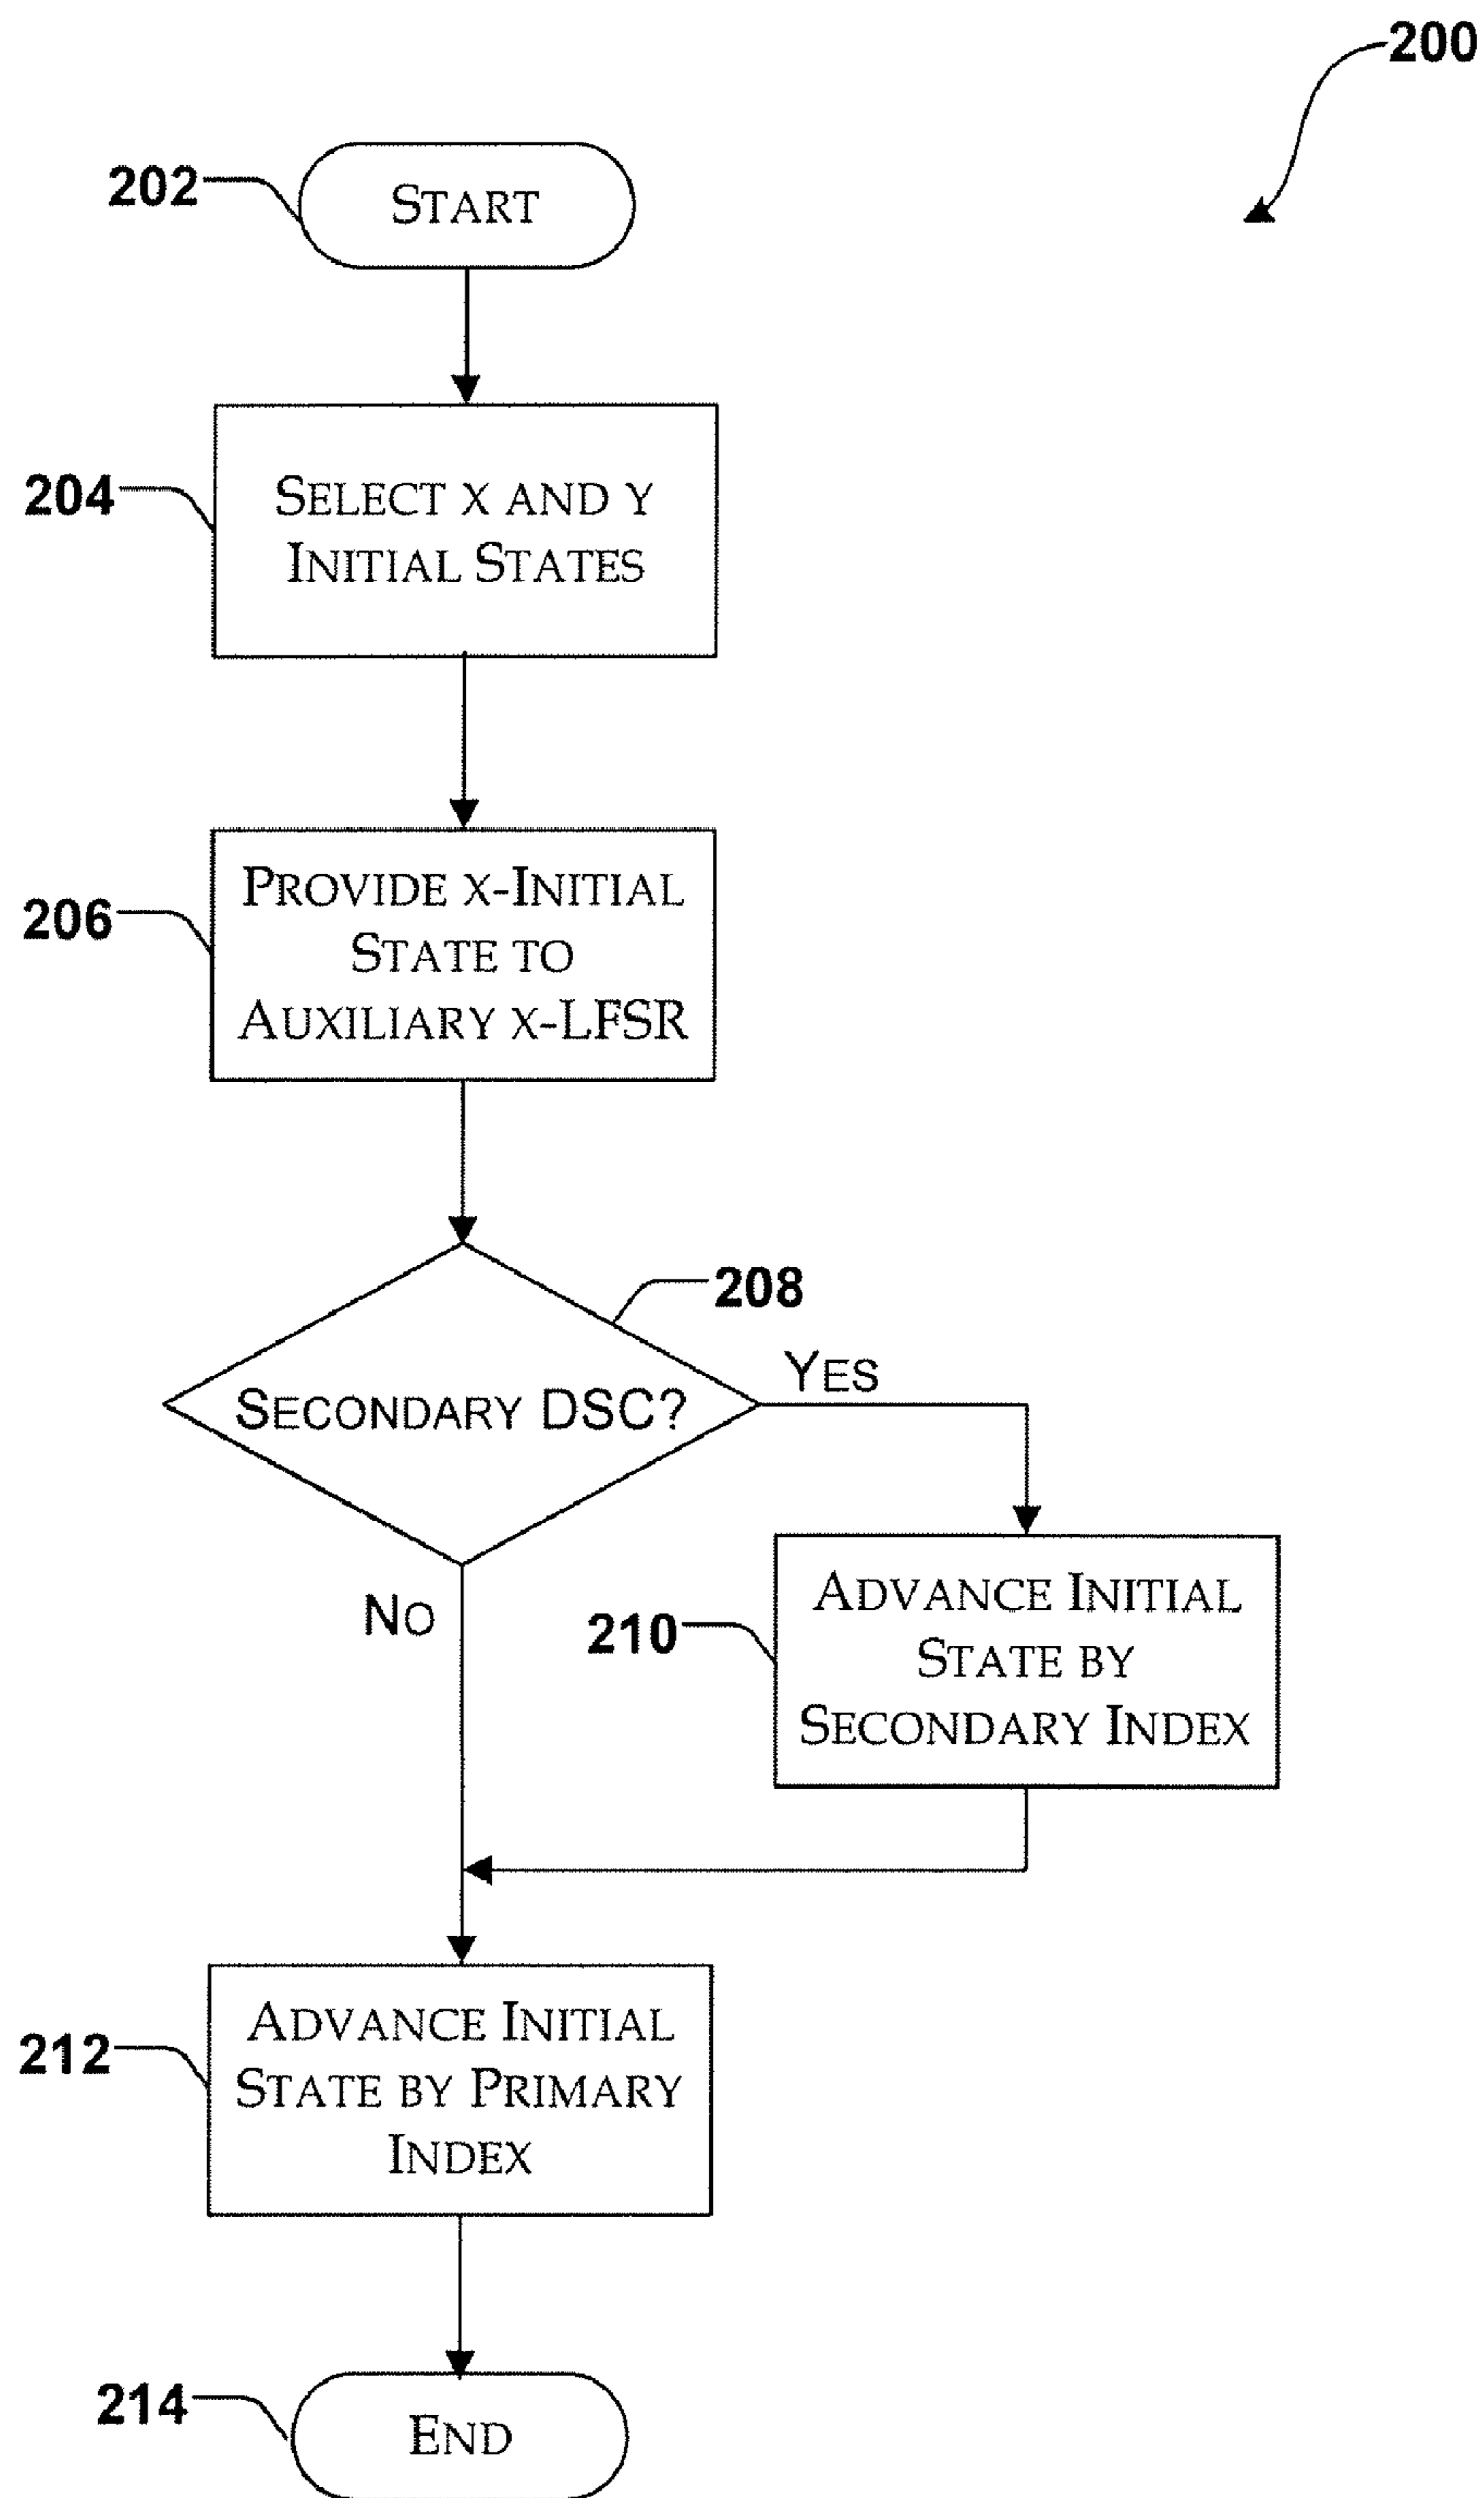 200
202
START
204
SELECT X AND Y
INITIAL STATES
206
PROVIDE X-INITIAL
STATE TO
AUXILIARY X-LFSR
208
SECONDARY DSC?
YES
NO
210
ADVANCE INITIAL
STATE BY
SECONDARY INDEX
212
ADVANCE INITIAL
STATE BY PRIMARY
INDEX
214
END